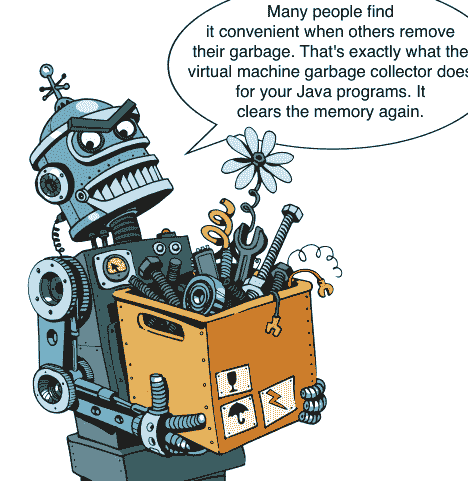 Many people find
it convenient when others remove
their garbage. That's exactly what the
virtual machine garbage collector does
for your Java programs. It
clears the memory again.